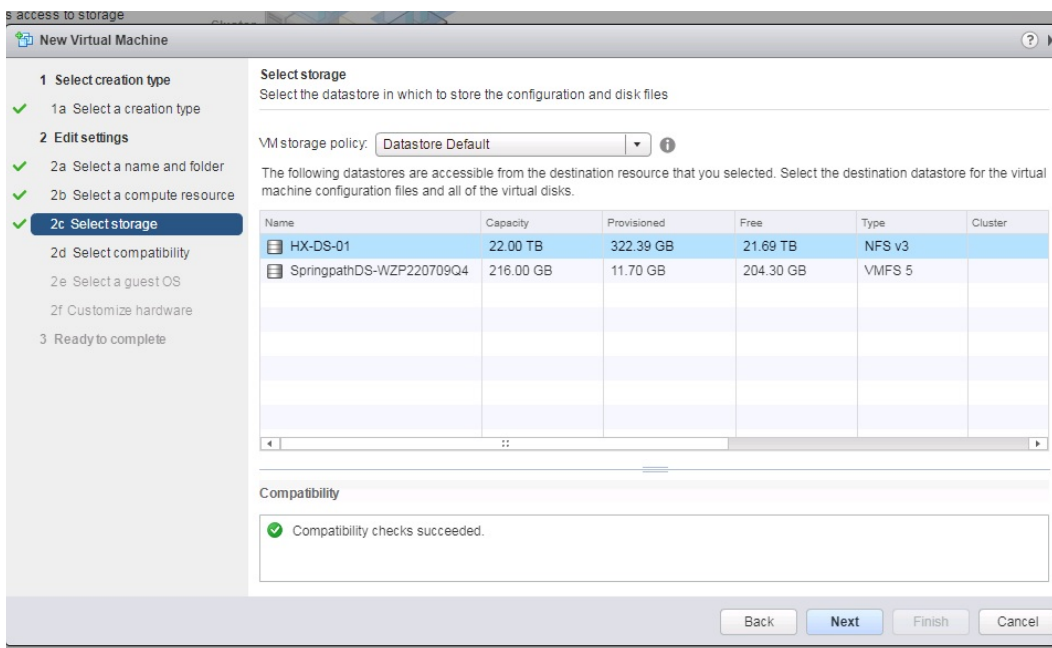 s access to storage
New Virtual Machine
?
1 Select creation type
1a Select a creation type
2 Edit settings
2a Select a name and folder
2b Select a compute resource
2c Select storage
2d Select compatibility
2e Select a guest OS
2f Customize hardware
3 Ready to complete
Select storage
Select the datastore in which to store the configuration and disk files
VM storage policy: Datastore Default
The following datastores are accessible from the destination resource that you selected. Select the destination datastore for the virtual
machine configuration files and all of the virtual disks.
Name Capacity Provisioned Free Type Cluster
HX-DS-01 22.00 TB 322.39 GB 21.69 TB NFS v3
SpringpathDS-WZP220709Q4 216.00 GB 11.70 GB 204.30 GB VMFS 5
Compatibility
Compatibility checks succeeded.
Back Next Finish Cancel